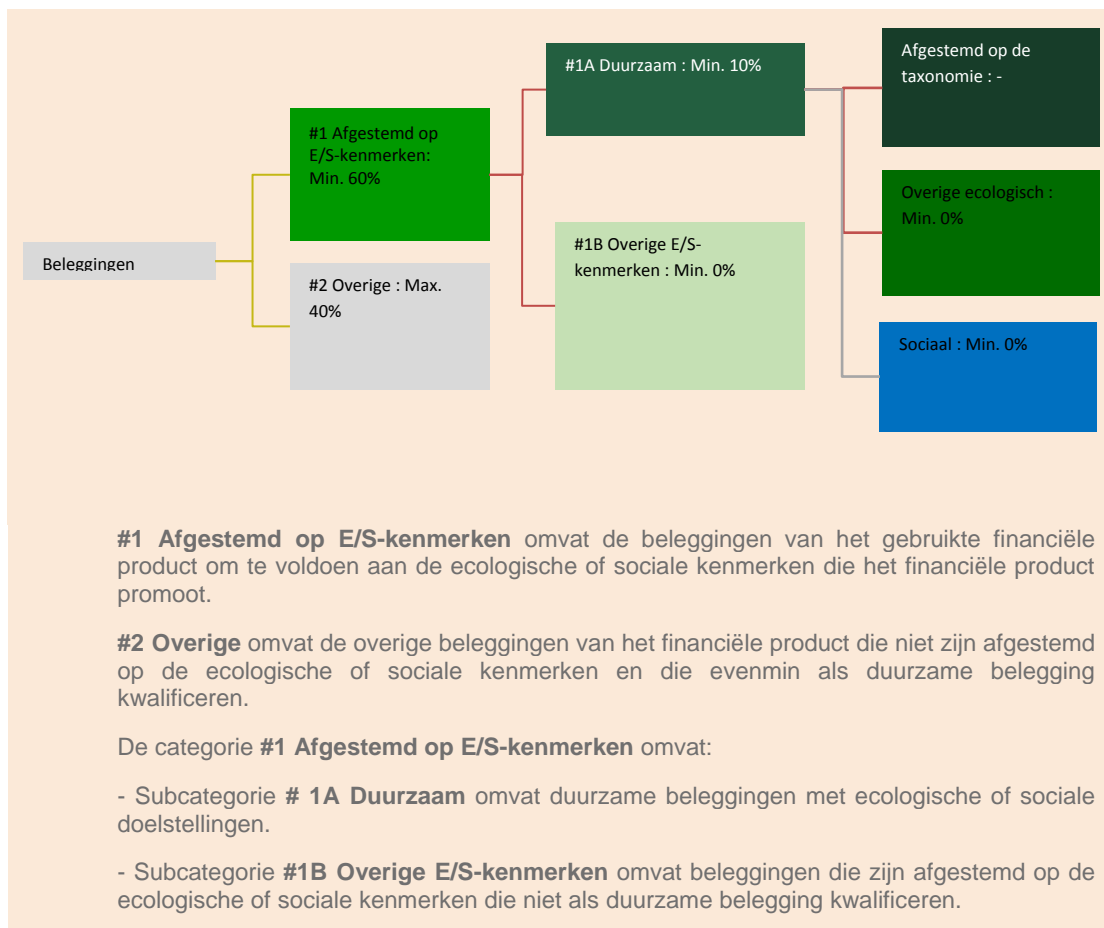 Beleggingen
#1 Afgestemd op
E/S-kenmerken:
Min. 60%
#2 Overige : Max.
40%
#1A Duurzaam : Min. 10%
#1B Overige E/S-
kenmerken : Min. 0%
Afgestemd op de
taxonomie : -
Overige ecologisch :
Min. 0%
Sociaal : Min. 0%
#1 Afgestemd op E/S-kenmerken omvat de beleggingen van het gebruikte financiële
product om te voldoen aan de ecologische of sociale kenmerken die het financiële product
promoot.
#2 Overige omvat de overige beleggingen van het financiële product die niet zijn afgestemd
op de ecologische of sociale kenmerken en die evenmin als duurzame belegging
kwalificeren.
De categorie #1 Afgestemd op E/S-kenmerken omvat:
- Subcategorie # 1A Duurzaam omvat duurzame beleggingen met ecologische of sociale
doelstellingen.
- Subcategorie #1B Overige E/S-kenmerken omvat beleggingen die zijn afgestemd op de
ecologische of sociale kenmerken die niet als duurzame belegging kwalificeren.